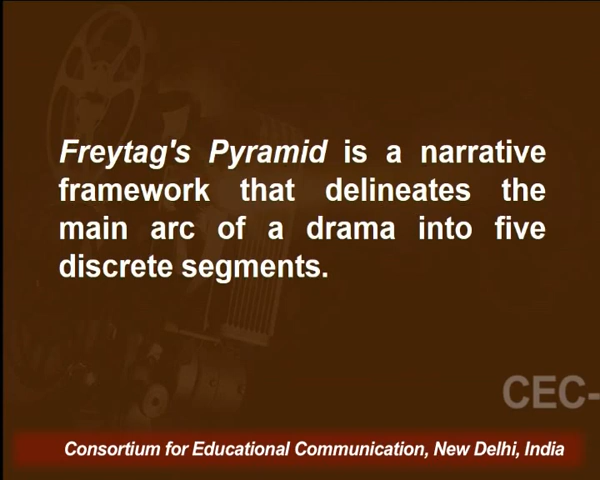 Freytag's Pyramid is a narrative
framework that delineates the
main arc of a drama into five
discrete segments.
CEC-
Consortium for Educational Communication, New Delhi, India